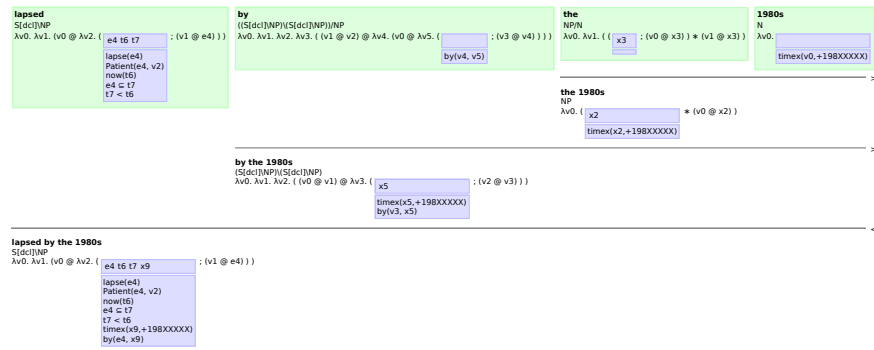 lapsed
S[dcl]\NP
λv0. λv1. (v0 @ λv2. ( e4 t6 t7 ; (v1 @ e4) ) )
lapse(e4)
Patient(e4, v2)
now(t6)
e4 ⊆ t7
t7 < t6
by
((S[dcl]\NP)\(S[dcl]\NP))/NP
λv0. λv1. λv2. λv3. ( (v1 @ v2) @ λv4. (v0 @ λv5. ( ; (v3 @ v4) ) ) )
by(v4, v5)
the
NP/N
λv0. λv1. ( ( x3 ; (v0 @ x3) ) ∗ (v1 @ x3) )
1980s
N
λv0.
timex(v0,+198XXXXX)
>
the 1980s
NP
λv0. ( x2 ∗ (v0 @ x2) )
timex(x2,+198XXXXX)
>
by the 1980s
(S[dcl]\NP)\(S[dcl]\NP)
λv0. λv1. λv2. ( (v0 @ v1) @ λv3. ( x5 ; (v2 @ v3) ) )
timex(x5,+198XXXXX)
by(v3, x5)
<
lapsed by the 1980s
S[dcl]\NP
λv0. λv1. (v0 @ λv2. ( e4 t6 t7 x9 ; (v1 @ e4) ) )
lapse(e4)
Patient(e4, v2)
now(t6)
e4 ⊆ t7
t7 < t6
timex(x9,+198XXXXX)
by(e4, x9)